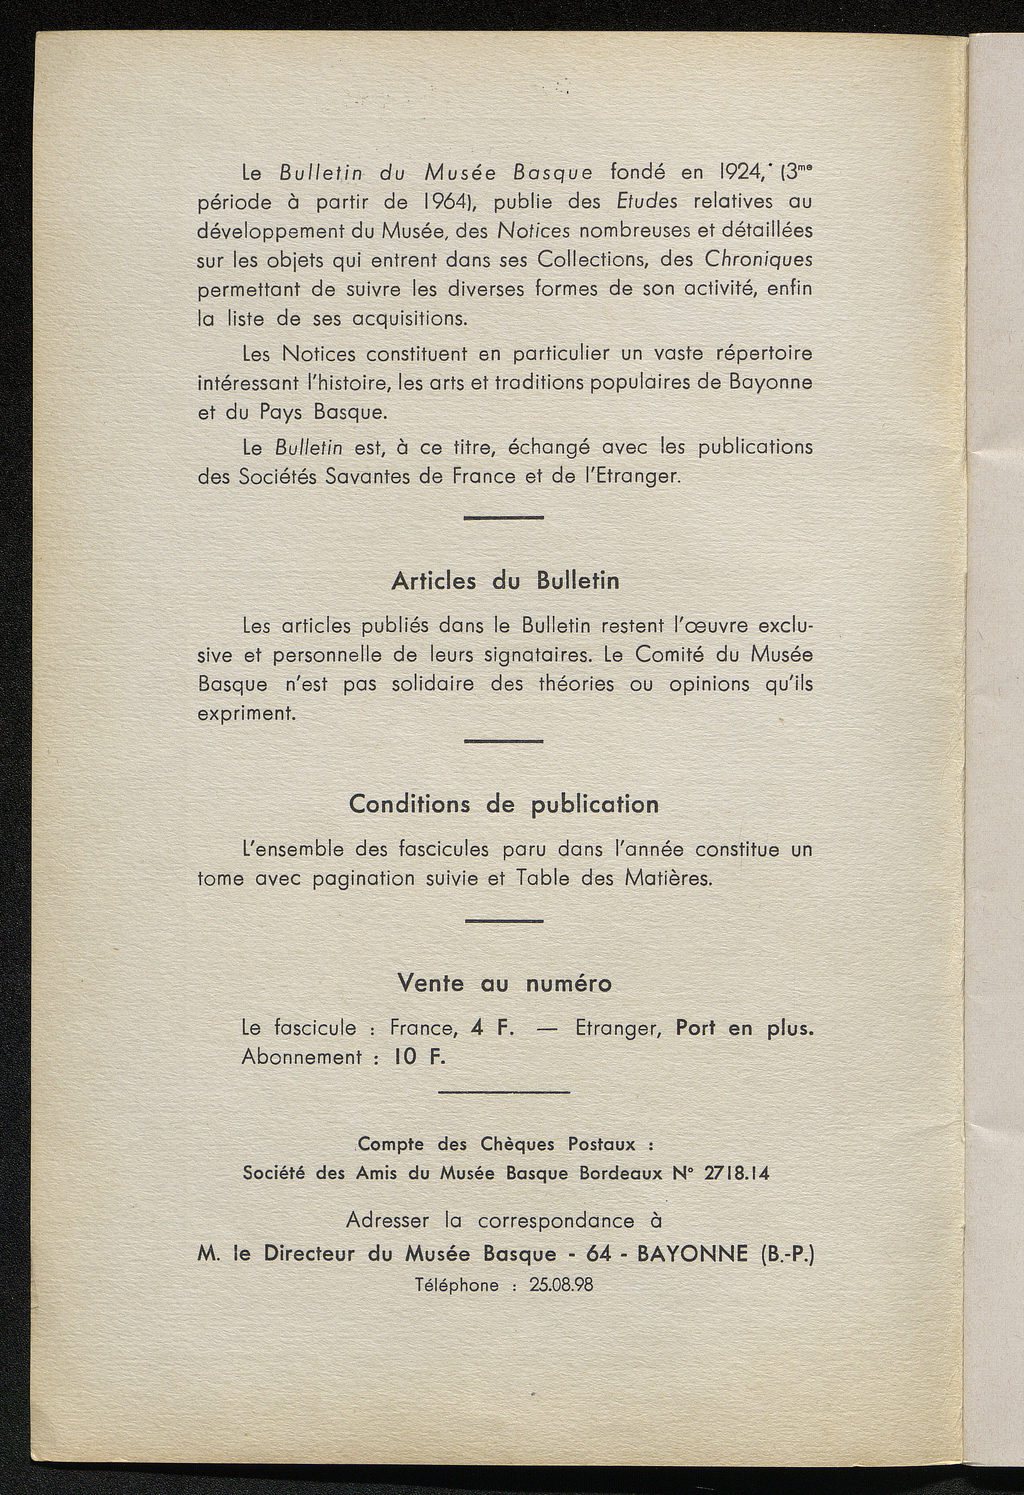 Le Bulletin du Musée Basque fondé en 1924, (3me
période à partir de 1964), publie des Etudes relatives au
développement du Musée, des Notices nombreuses et détaillées
sur les objets qui entrent dans ses Collections, des Chroniques
permettant de suivre les diverses formes de son activité, enfin
la liste de ses acquisitions.
Les Notices constituent en particulier un vaste répertoire
intéressant l'histoire, les arts et traditions populaires de Bayonne
et du Pays Basque.
Le Bulletin est, à ce titre, échangé avec les publications
des Sociétés Savantes de France et de l'Etranger.
Articles du Bulletin
Les articles publiés dans le Bulletin restent l'œuvre exclu-
sive et personnelle de leurs signataires. Le Comité du Musée
Basque n'est pas solidaire des théories ou opinions qu'ils
expriment.
Conditions de publication
L'ensemble des fascicules paru dans l'année constitue un
tome avec pagination suivie et Table des Matières.
Vente au numéro
Le fascicule : France, 4 F. — Etranger, Port en plus.
Abonnement : 10 F.
Compte des Chèques Postaux :
Société des Amis du Musée Basque Bordeaux N° 2718.14
Adresser la correspondance à
M. le Directeur du Musée Basque - 64 - BAYONNE (B.-P.)
Téléphone : 25.08.98